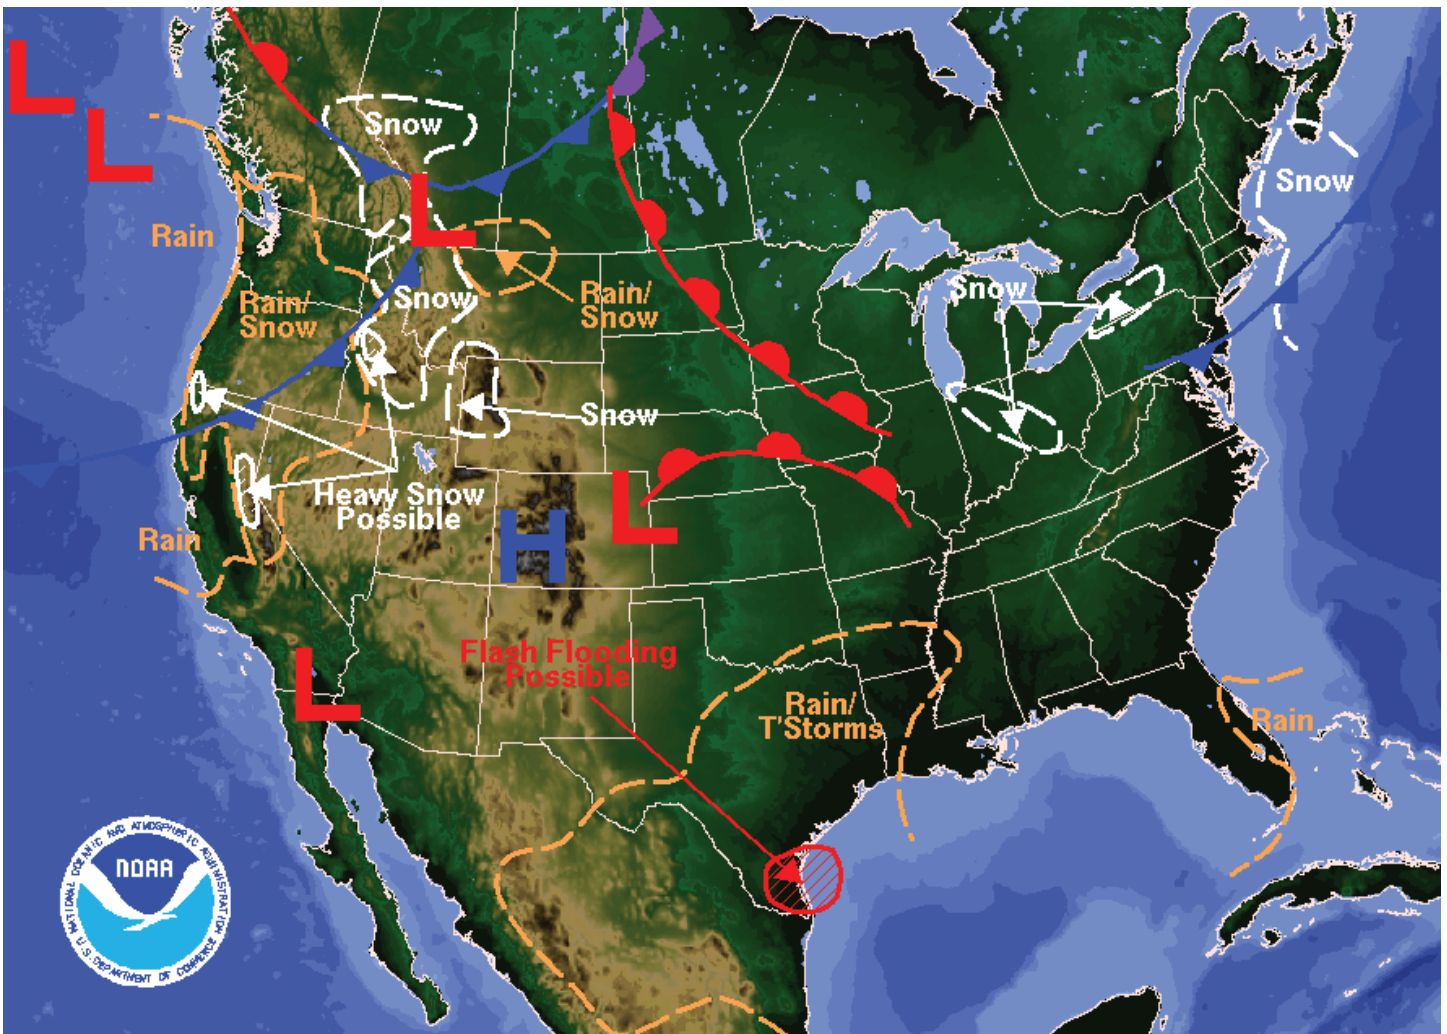 L
L
Snow
L
Snow
Rain
Rain/
Snow
Snow
Rain/
Snow
Snow
Snow
Heavy Snow
Possible
Rain
H
L
L
Flash Flooding
Possible
Rain/
T'Storms
Rain
NATIONAL OCEANIC AND ATMOSPHERIC ADMINISTRATION
NOAA
U.S. DEPARTMENT OF COMMERCE